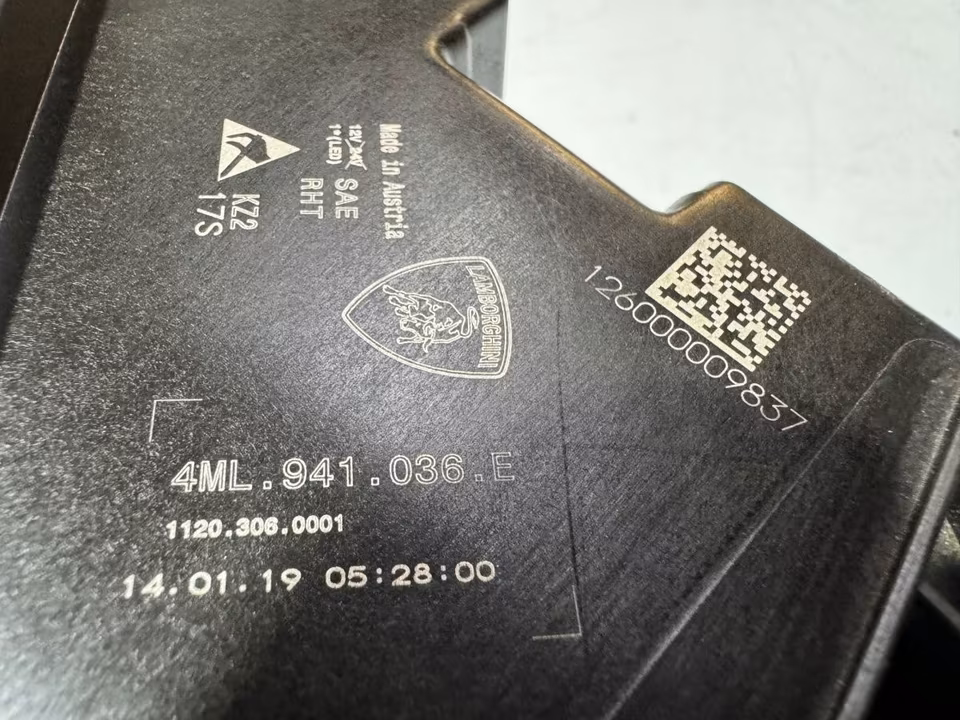 Made in Austria
12V 24V
1*(LED)
SAE
RHT
KZ2
17S
LAMBORGHINI
126000009837
4ML.941.036.E
1120.306.0001
14.01.19 05:28:00